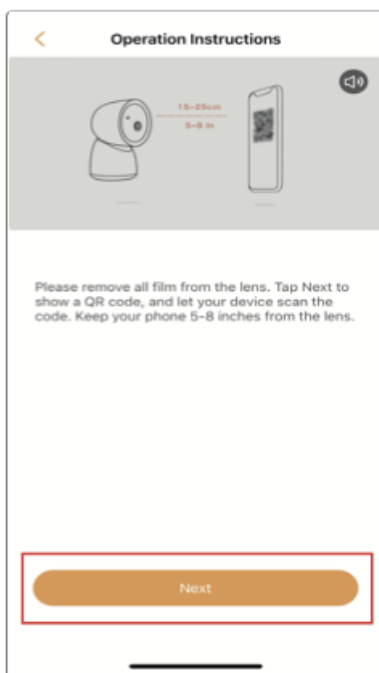 Operation Instructions
15-25cm
5-8 in
Please remove all film from the lens. Tap Next to
show a QR code, and let your device scan the
code. Keep your phone 5-8 inches from the lens.
Next